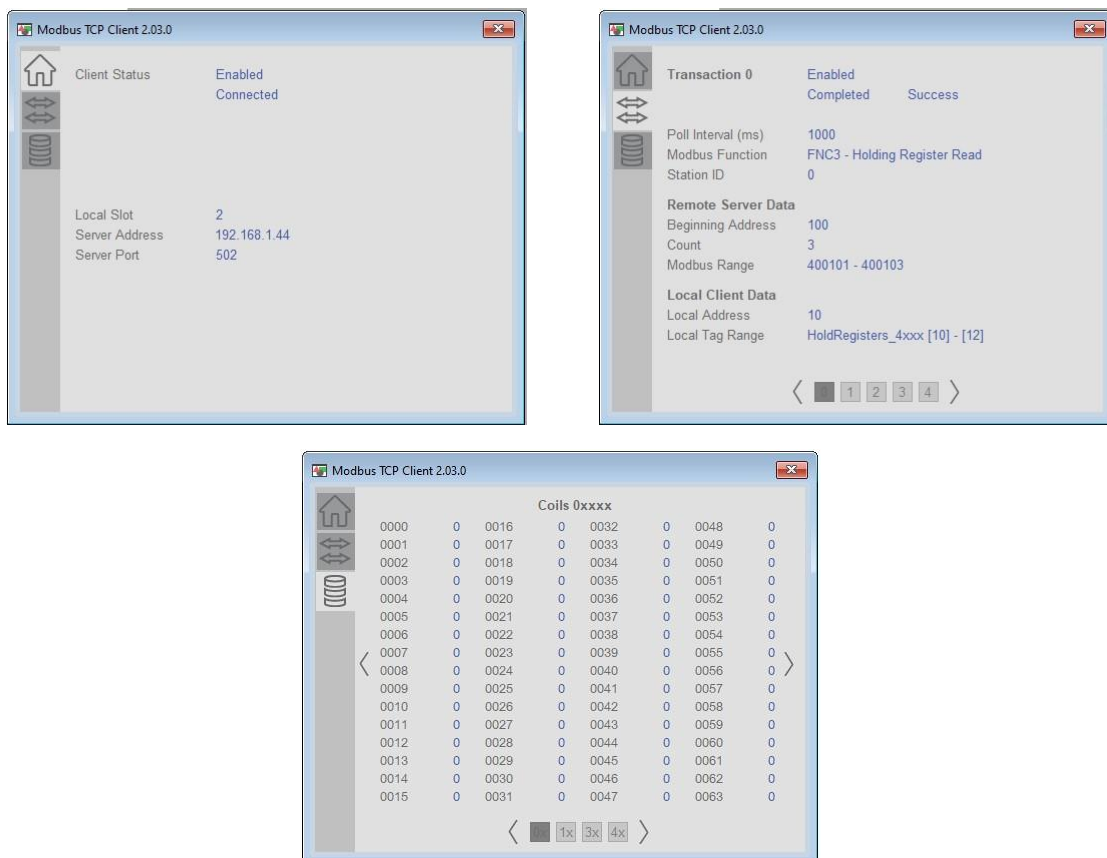 Modbus TCP Client 2.03.0
Client Status Enabled
Connected
Local Slot 2
Server Address 192.168.1.44
Server Port 502
Modbus TCP Client 2.03.0
Transaction 0 Enabled
Completed Success
Poll Interval (ms) 1000
Modbus Function FNC3 - Holding Register Read
Station ID 0
Remote Server Data
Beginning Address 100
Count 3
Modbus Range 400101 - 400103
Local Client Data
Local Address 10
Local Tag Range HoldRegisters_4xxx [10] - [12]
0 1 2 3 4
Modbus TCP Client 2.03.0
Coils 0xxxx
0000 0 0016 0 0032 0 0048 0
0001 0 0017 0 0033 0 0049 0
0002 0 0018 0 0034 0 0050 0
0003 0 0019 0 0035 0 0051 0
0004 0 0020 0 0036 0 0052 0
0005 0 0021 0 0037 0 0053 0
0006 0 0022 0 0038 0 0054 0
0007 0 0023 0 0039 0 0055 0
0008 0 0024 0 0040 0 0056 0
0009 0 0025 0 0041 0 0057 0
0010 0 0026 0 0042 0 0058 0
0011 0 0027 0 0043 0 0059 0
0012 0 0028 0 0044 0 0060 0
0013 0 0029 0 0045 0 0061 0
0014 0 0030 0 0046 0 0062 0
0015 0 0031 0 0047 0 0063 0
0x 1x 3x 4x